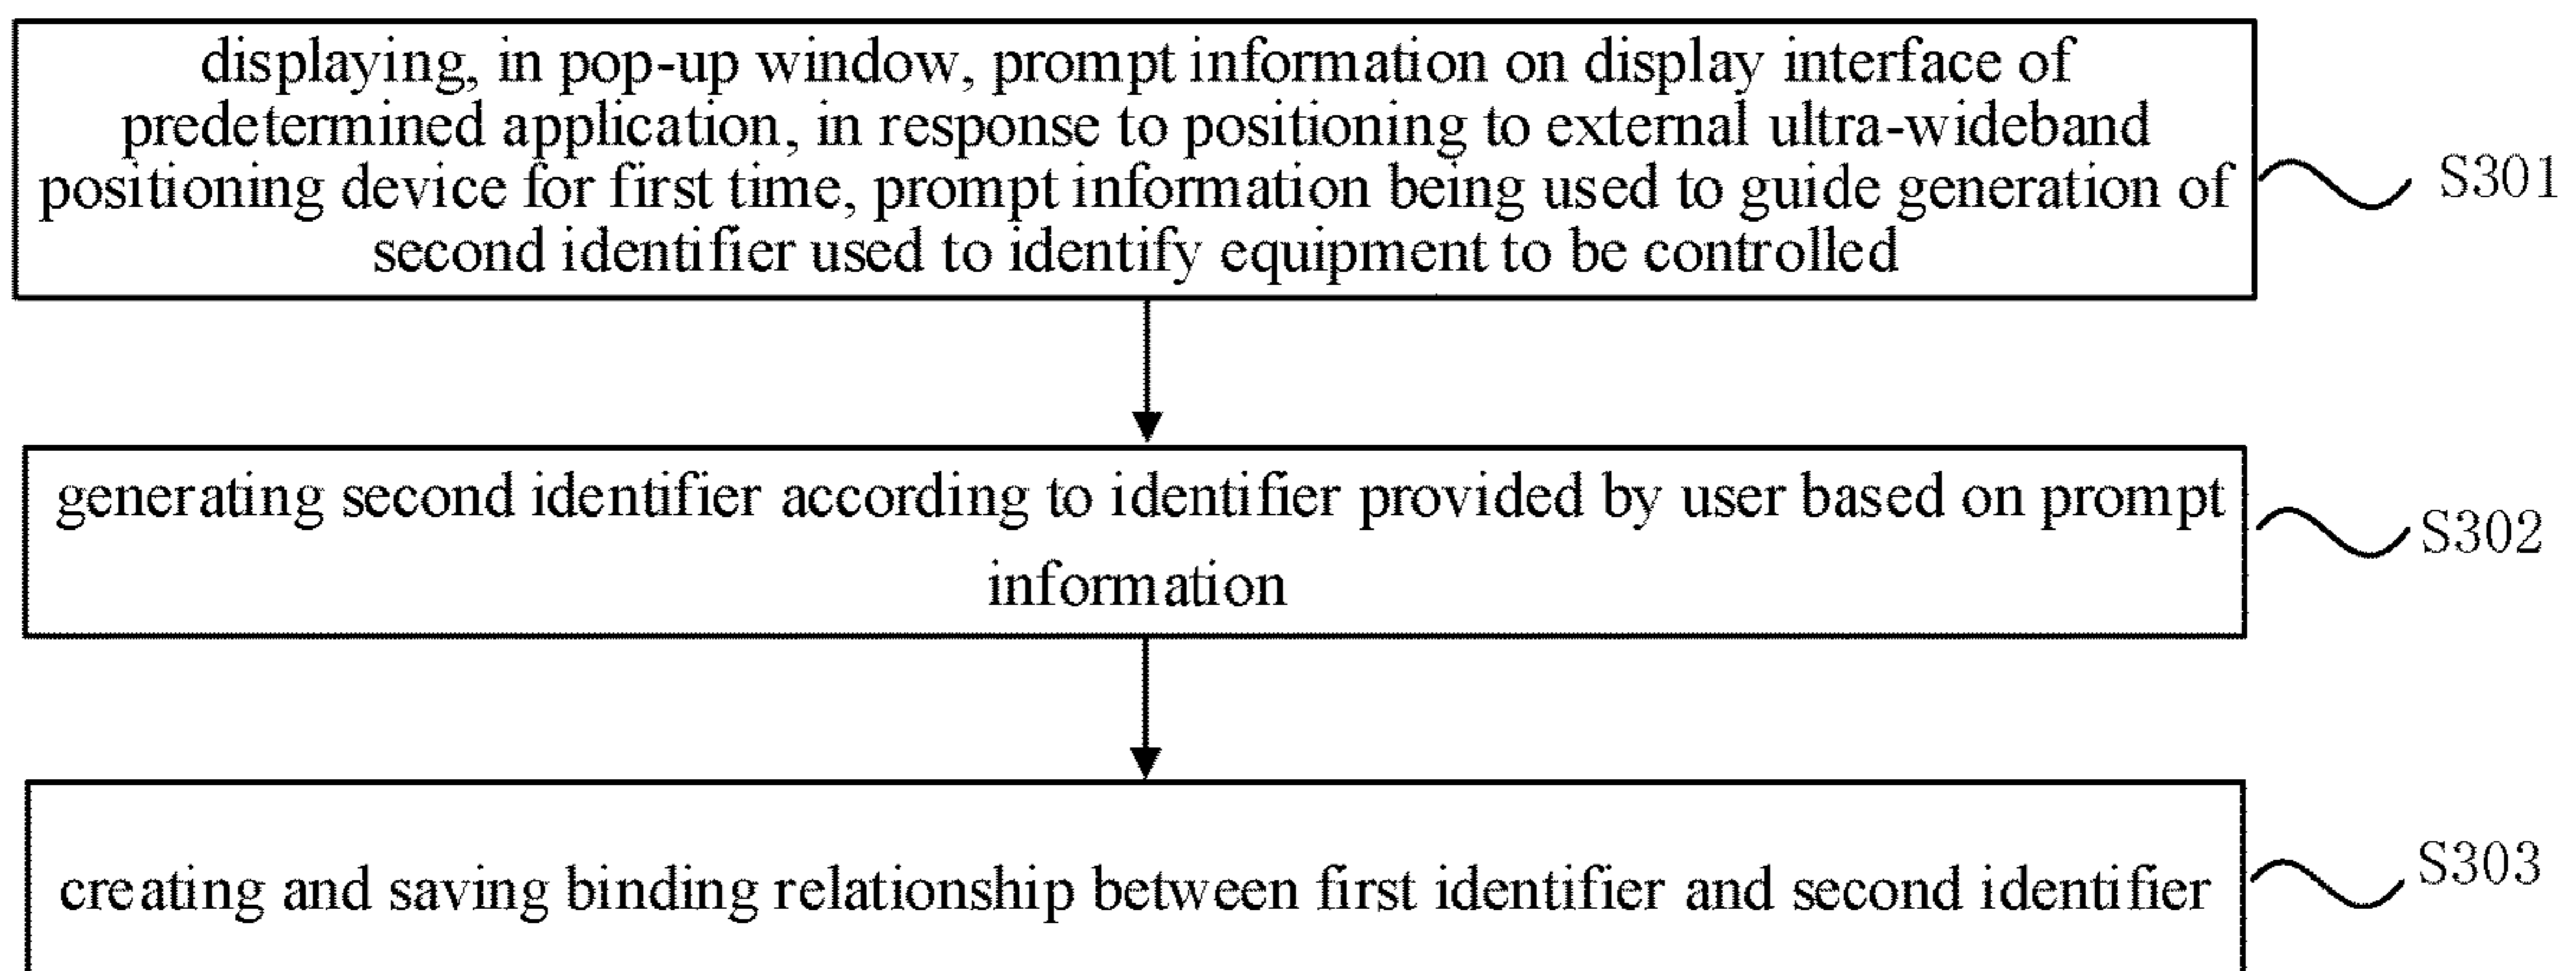 displaying, in pop-up window, prompt information on display interface of
predetermined application, in response to positioning to external ultra-wideband
positioning device for first time, prompt information being used to guide generation of
second identifier used to identify equipment to be controlled
S301
generating second identifier according to identifier provided by user based on prompt
information
S302
creating and saving binding relationship between first identifier and second identifier
S303